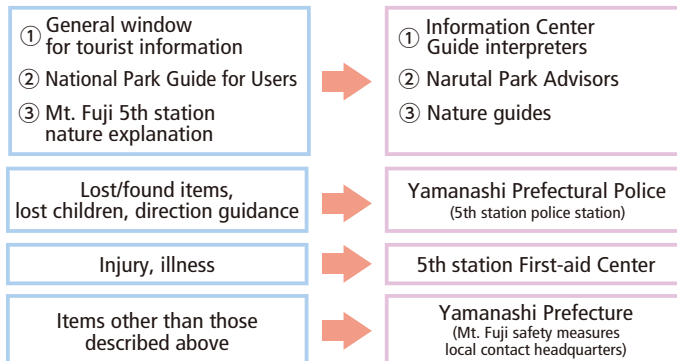 ① General window
for tourist information
② National Park Guide for Users
③ Mt. Fuji 5th station
nature explanation
① Information Center
Guide interpreters
② Narutal Park Advisors
③ Nature guides
Lost/found items,
lost children, direction guidance
Yamanashi Prefectural Police
(5th station police station)
Injury, illness
5th station First-aid Center
Items other than those
described above
Yamanashi Prefecture
(Mt. Fuji safety measures
local contact headquarters)